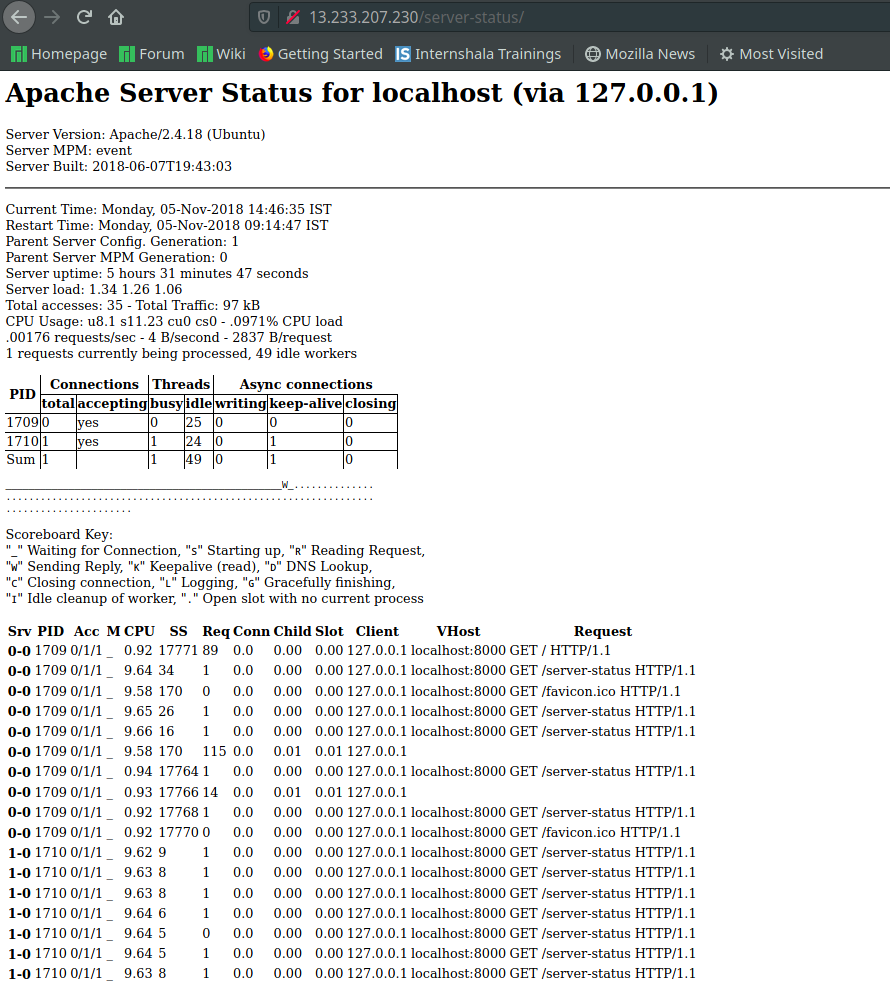 13.233.207.230/server-status/
Homepage Forum Wiki Getting Started IS Internshala Trainings Mozilla News Most Visited
Apache Server Status for localhost (via 127.0.0.1)
Server Version: Apache/2.4.18 (Ubuntu)
Server MPM: event
Server Built: 2018-06-07T19:43:03
Current Time: Monday, 05-Nov-2018 14:46:35 IST
Restart Time: Monday, 05-Nov-2018 09:14:47 IST
Parent Server Config. Generation: 1
Parent Server MPM Generation: 0
Server uptime: 5 hours 31 minutes 47 seconds
Server load: 1.34 1.26 1.06
Total accesses: 35 - Total Traffic: 97 kB
CPU Usage: u8.1 s11.23 cu0 cs0 - .0971% CPU load
.00176 requests/sec - 4 B/second - 2837 B/request
1 requests currently being processed, 49 idle workers
PID Connections Threads Async connections
total accepting busy idle writing keep-alive closing
1709 0 yes 0 25 0 0 0
1710 1 yes 1 24 0 1 0
Sum 1 1 49 0 1 0
________________________________________________W_..............
................................................................
......................
Scoreboard Key:
"_" Waiting for Connection, "S" Starting up, "R" Reading Request,
"W" Sending Reply, "K" Keepalive (read), "D" DNS Lookup,
"C" Closing connection, "L" Logging, "G" Gracefully finishing,
"I" Idle cleanup of worker, "." Open slot with no current process
Srv PID Acc M CPU SS Req Conn Child Slot Client VHost Request
0-0 1709 0/1/1 _ 0.92 17771 89 0.0 0.00 0.00 127.0.0.1 localhost:8000 GET / HTTP/1.1
0-0 1709 0/1/1 _ 9.64 34 1 0.0 0.00 0.00 127.0.0.1 localhost:8000 GET /server-status HTTP/1.1
0-0 1709 0/1/1 _ 9.58 170 0 0.0 0.00 0.00 127.0.0.1 localhost:8000 GET /favicon.ico HTTP/1.1
0-0 1709 0/1/1 _ 9.65 26 1 0.0 0.00 0.00 127.0.0.1 localhost:8000 GET /server-status HTTP/1.1
0-0 1709 0/1/1 _ 9.66 16 1 0.0 0.00 0.00 127.0.0.1 localhost:8000 GET /server-status HTTP/1.1
0-0 1709 0/1/1 _ 9.58 170 115 0.0 0.01 0.01 127.0.0.1
0-0 1709 0/1/1 _ 0.94 17764 1 0.0 0.00 0.00 127.0.0.1 localhost:8000 GET /server-status HTTP/1.1
0-0 1709 0/1/1 _ 0.93 17766 14 0.0 0.01 0.01 127.0.0.1
0-0 1709 0/1/1 _ 0.92 17768 1 0.0 0.00 0.00 127.0.0.1 localhost:8000 GET /server-status HTTP/1.1
0-0 1709 0/1/1 _ 0.92 17770 0 0.0 0.00 0.00 127.0.0.1 localhost:8000 GET /favicon.ico HTTP/1.1
1-0 1710 0/1/1 _ 9.62 9 1 0.0 0.00 0.00 127.0.0.1 localhost:8000 GET /server-status HTTP/1.1
1-0 1710 0/1/1 _ 9.63 8 1 0.0 0.00 0.00 127.0.0.1 localhost:8000 GET /server-status HTTP/1.1
1-0 1710 0/1/1 _ 9.63 8 1 0.0 0.00 0.00 127.0.0.1 localhost:8000 GET /server-status HTTP/1.1
1-0 1710 0/1/1 _ 9.64 6 1 0.0 0.00 0.00 127.0.0.1 localhost:8000 GET /server-status HTTP/1.1
1-0 1710 0/1/1 _ 9.64 5 0 0.0 0.00 0.00 127.0.0.1 localhost:8000 GET /server-status HTTP/1.1
1-0 1710 0/1/1 _ 9.64 5 1 0.0 0.00 0.00 127.0.0.1 localhost:8000 GET /server-status HTTP/1.1
1-0 1710 0/1/1 _ 9.63 8 1 0.0 0.00 0.00 127.0.0.1 localhost:8000 GET /server-status HTTP/1.1